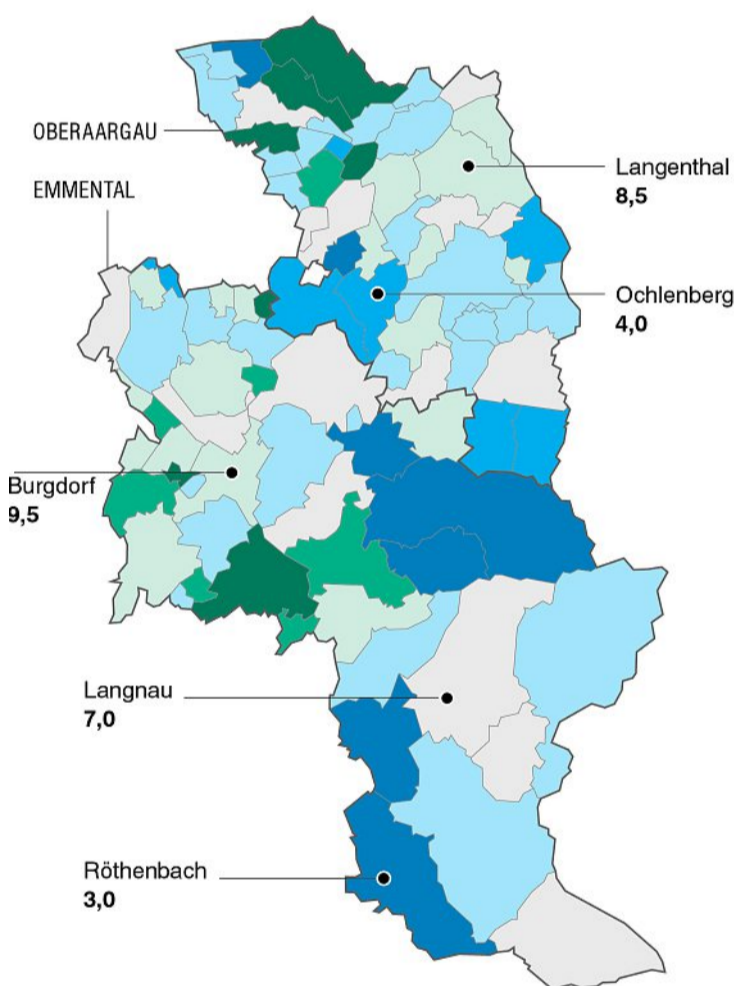 OBERAARGAU
Langenthal
8,5
EMMENTAL
Ochlenberg
4,0
Burgdorf
9,5
Langnau
7,0
Röthenbach
3,0